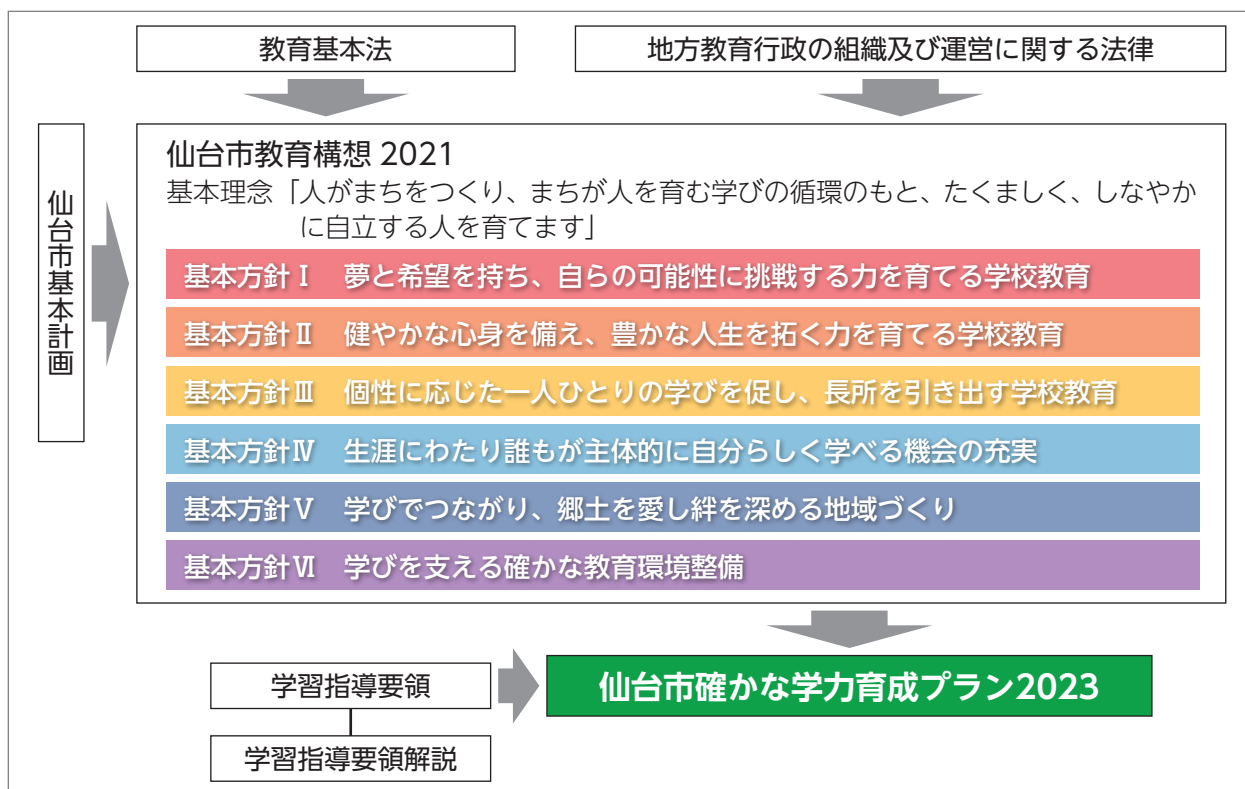 教育基本法
地方教育行政の組織及び運営に関する法律
仙台市基本計画
仙台市教育構想 2021
基本理念「人がまちをつくり、まちが人を育む学びの循環のもと、たくましく、しなやか
に自立する人を育てます」
基本方針Ⅰ 夢と希望を持ち、自らの可能性に挑戦する力を育てる学校教育
基本方針Ⅱ 健やかな心身を備え、豊かな人生を拓く力を育てる学校教育
基本方針Ⅲ 個性に応じた一人ひとりの学びを促し、長所を引き出す学校教育
基本方針Ⅳ 生涯にわたり誰もが主体的に自分らしく学べる機会の充実
基本方針Ⅴ 学びでつながり、郷土を愛し絆を深める地域づくり
基本方針Ⅵ 学びを支える確かな教育環境整備
学習指導要領
仙台市確かな学力育成プラン2023
学習指導要領解説